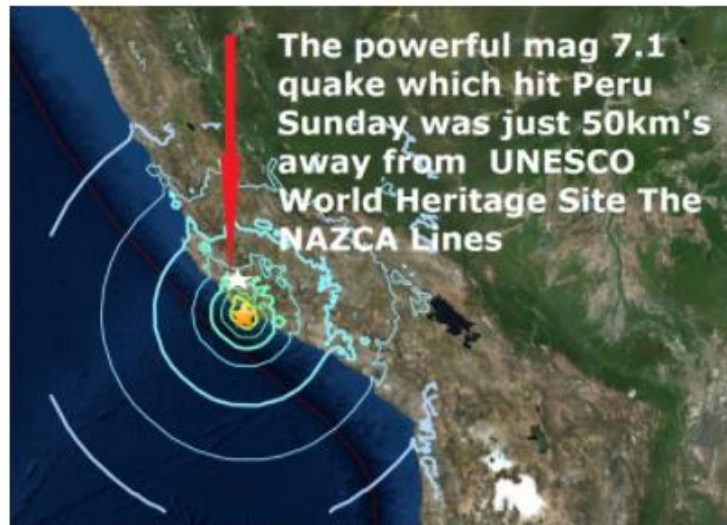 The powerful mag 7.1
quake which hit Peru
Sunday was just 50km's
away from  UNESCO
World Heritage Site The
NAZCA Lines